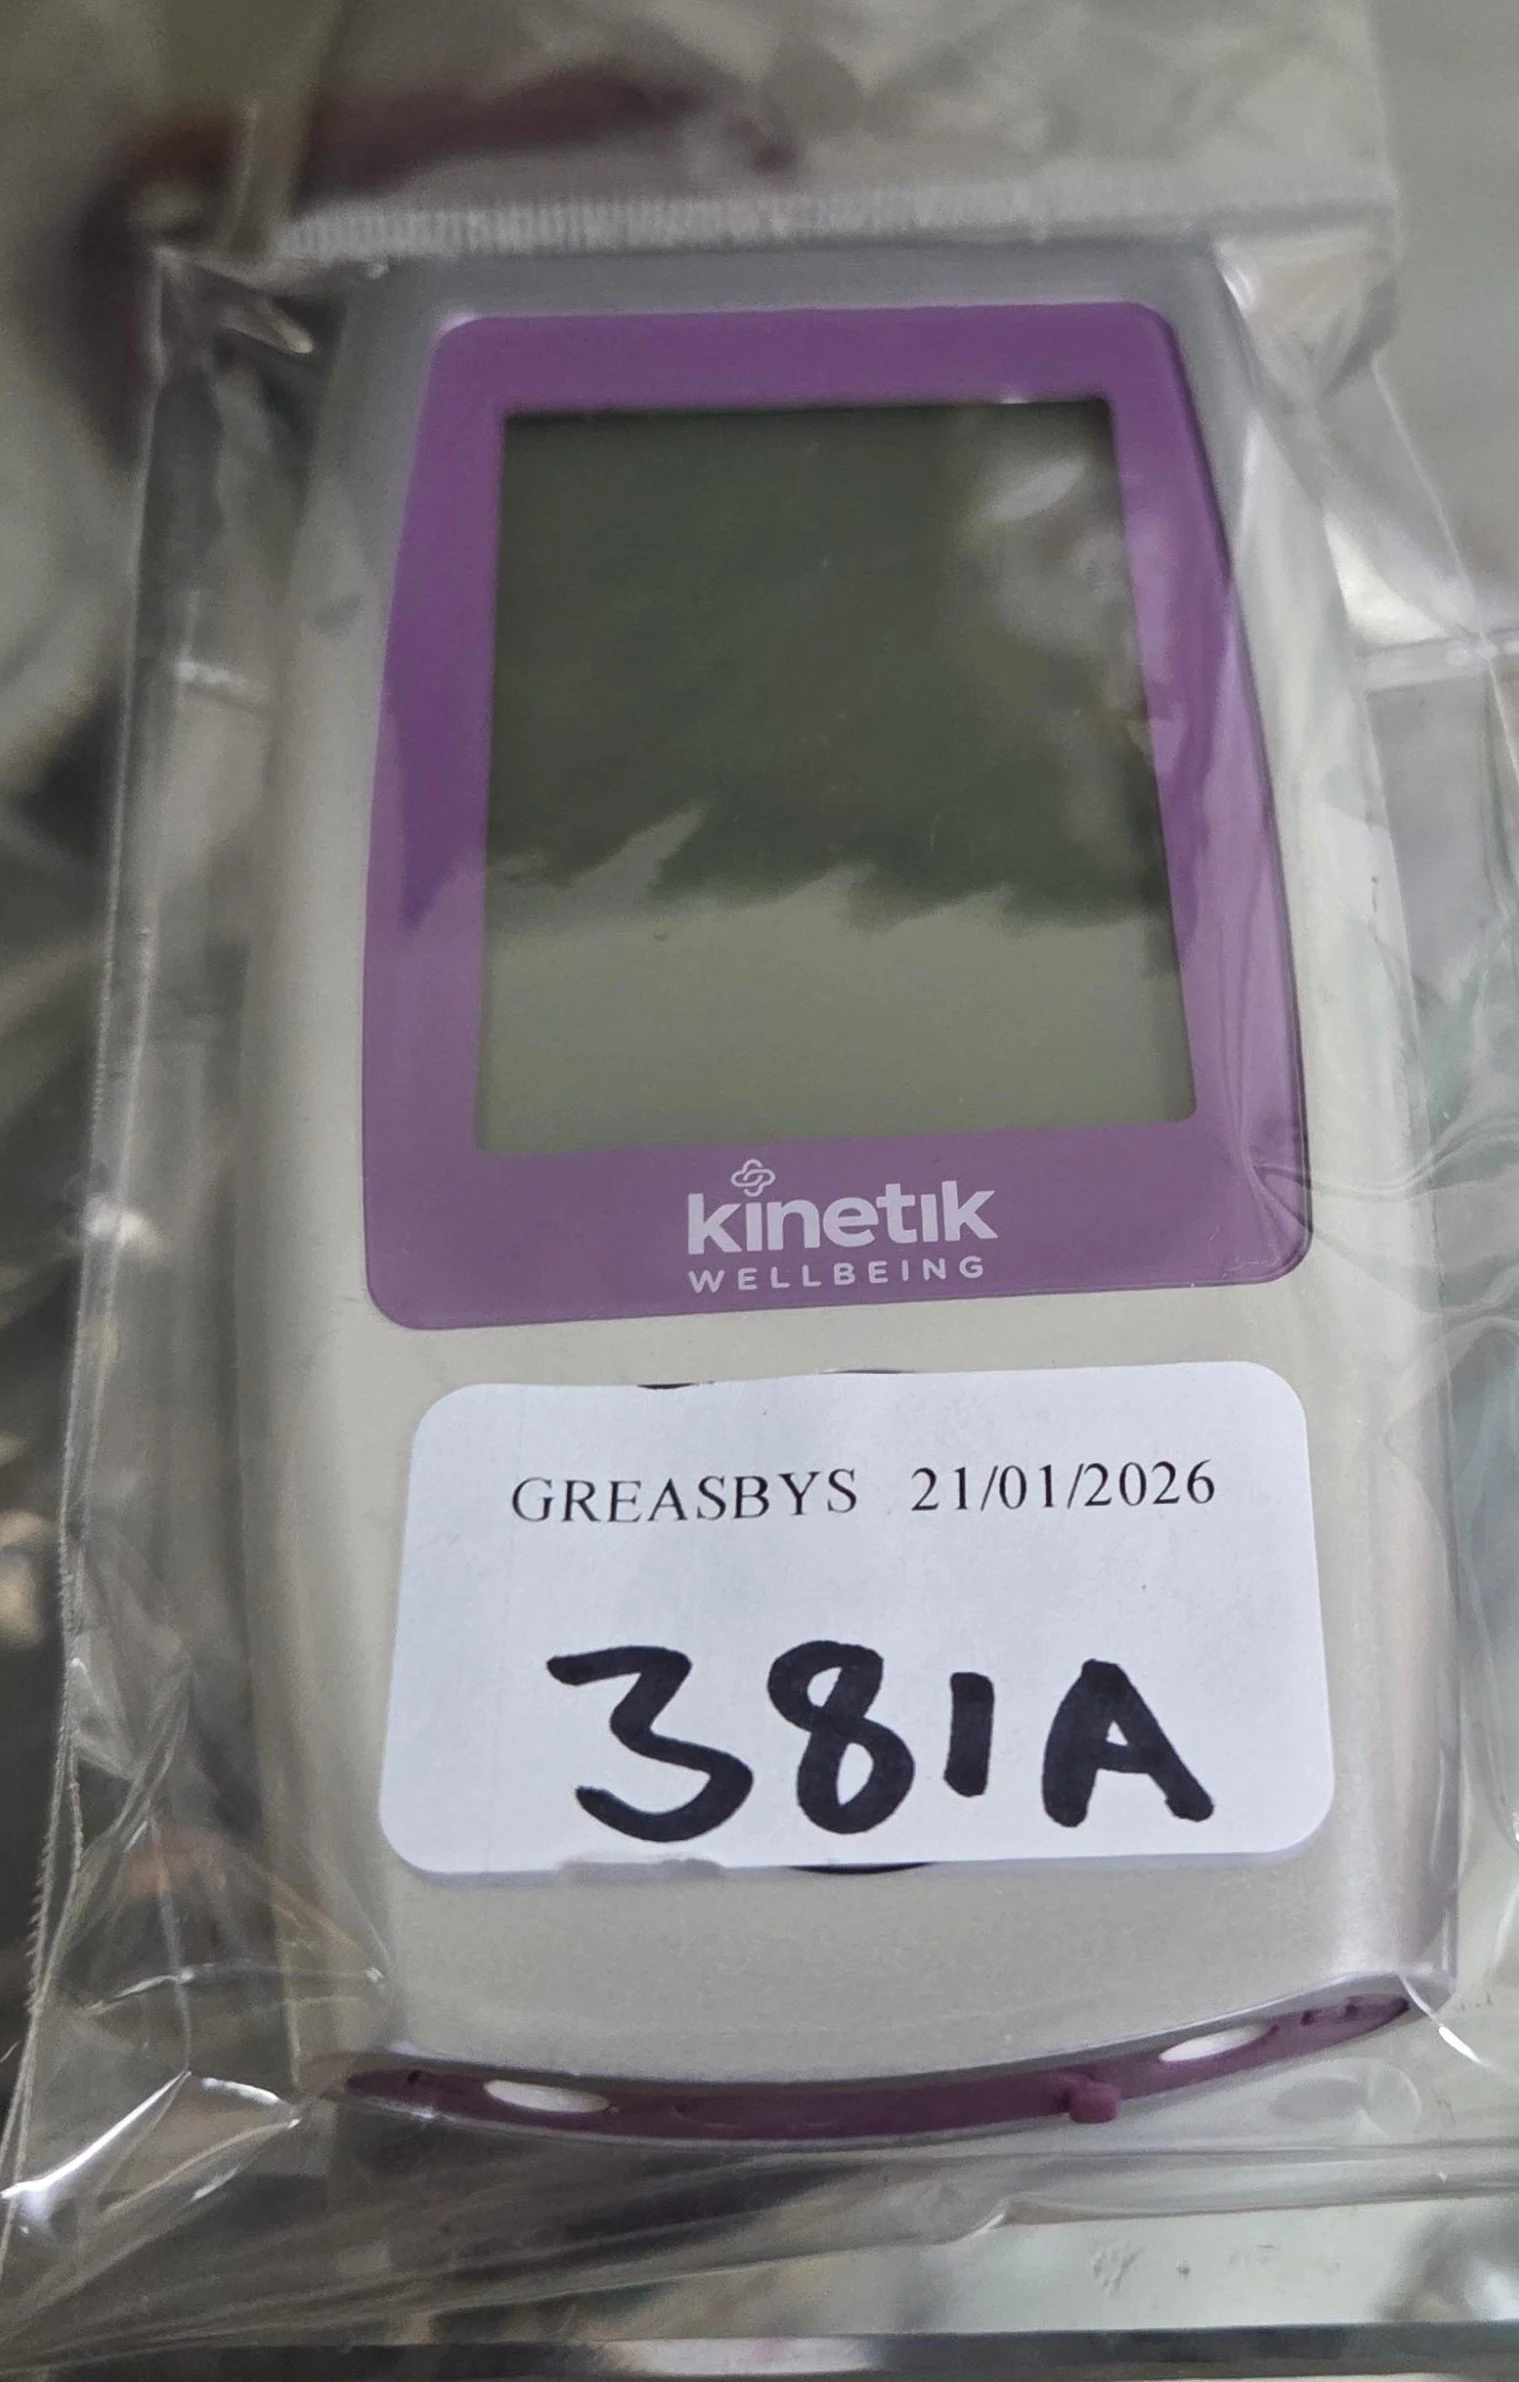 kinetik
WELLBEING
GREASBYS 21/01/2026
381A